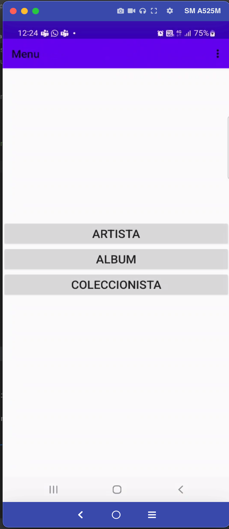 SM A525M
12:24
75%
Menu
ARTISTA
ALBUM
COLECCIONISTA